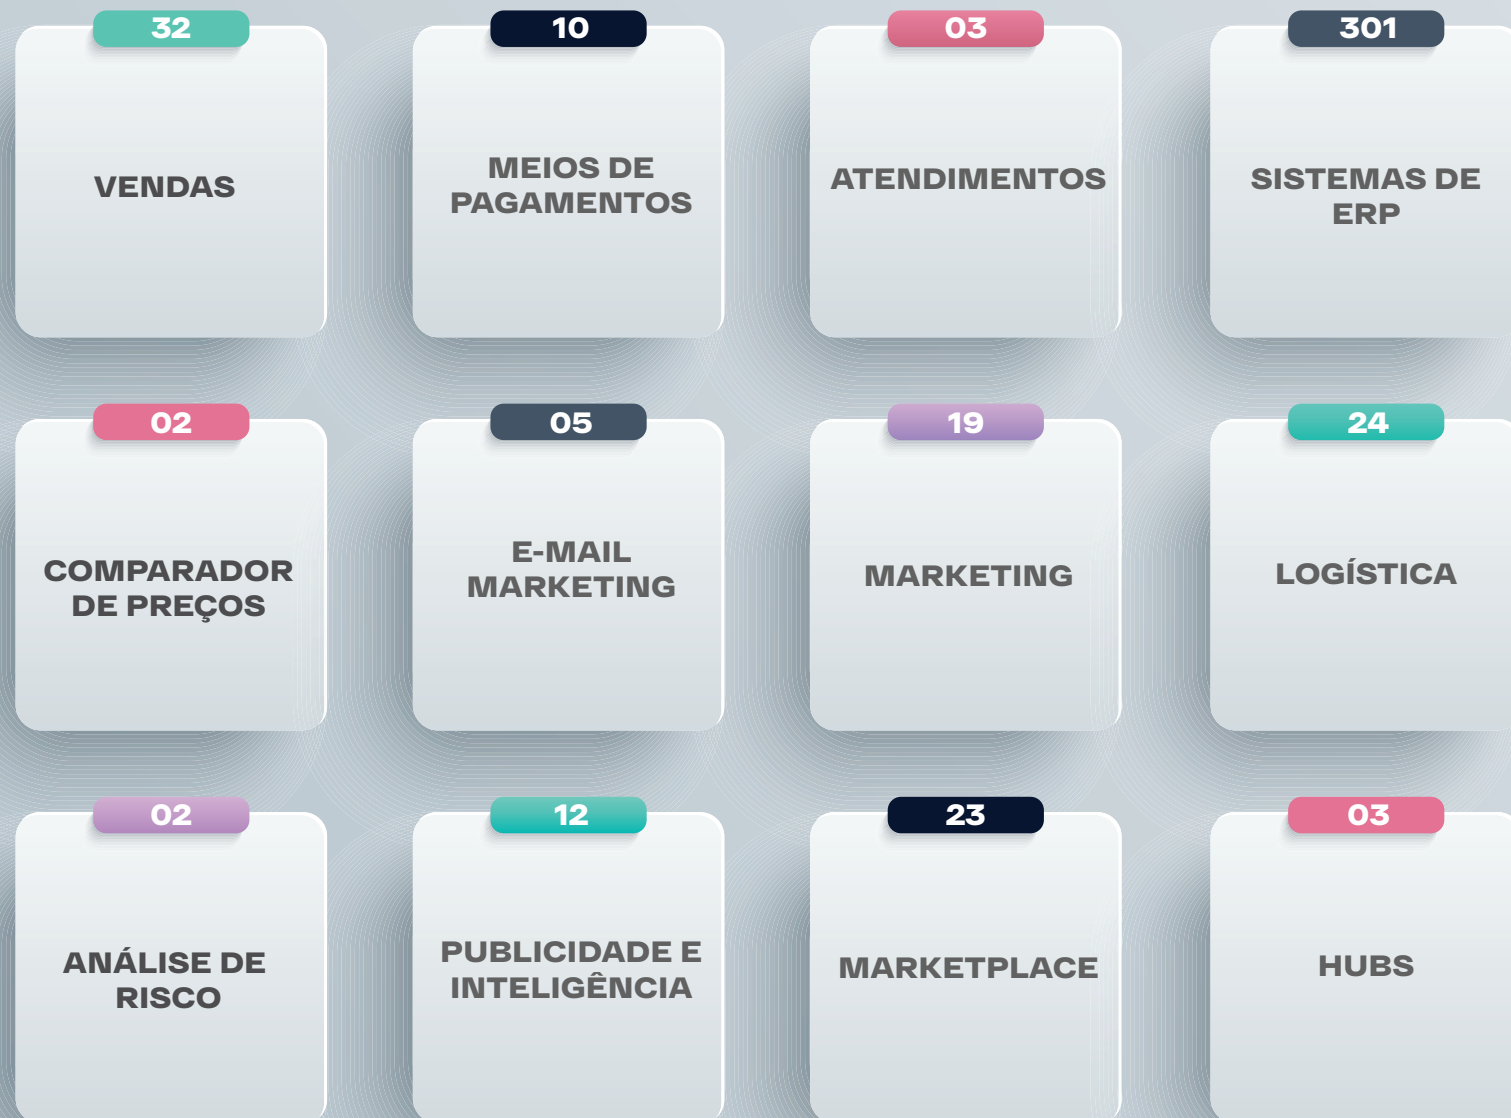 32
VENDAS
10
MEIOS DE
PAGAMENTOS
03
ATENDIMENTOS
301
SISTEMAS DE
ERP
02
COMPARADOR
DE PREÇOS
05
E-MAIL
MARKETING
19
MARKETING
24
LOGÍSTICA
02
ANÁLISE DE
RISCO
12
PUBLICIDADE E
INTELIGÊNCIA
23
MARKETPLACE
03
HUBS